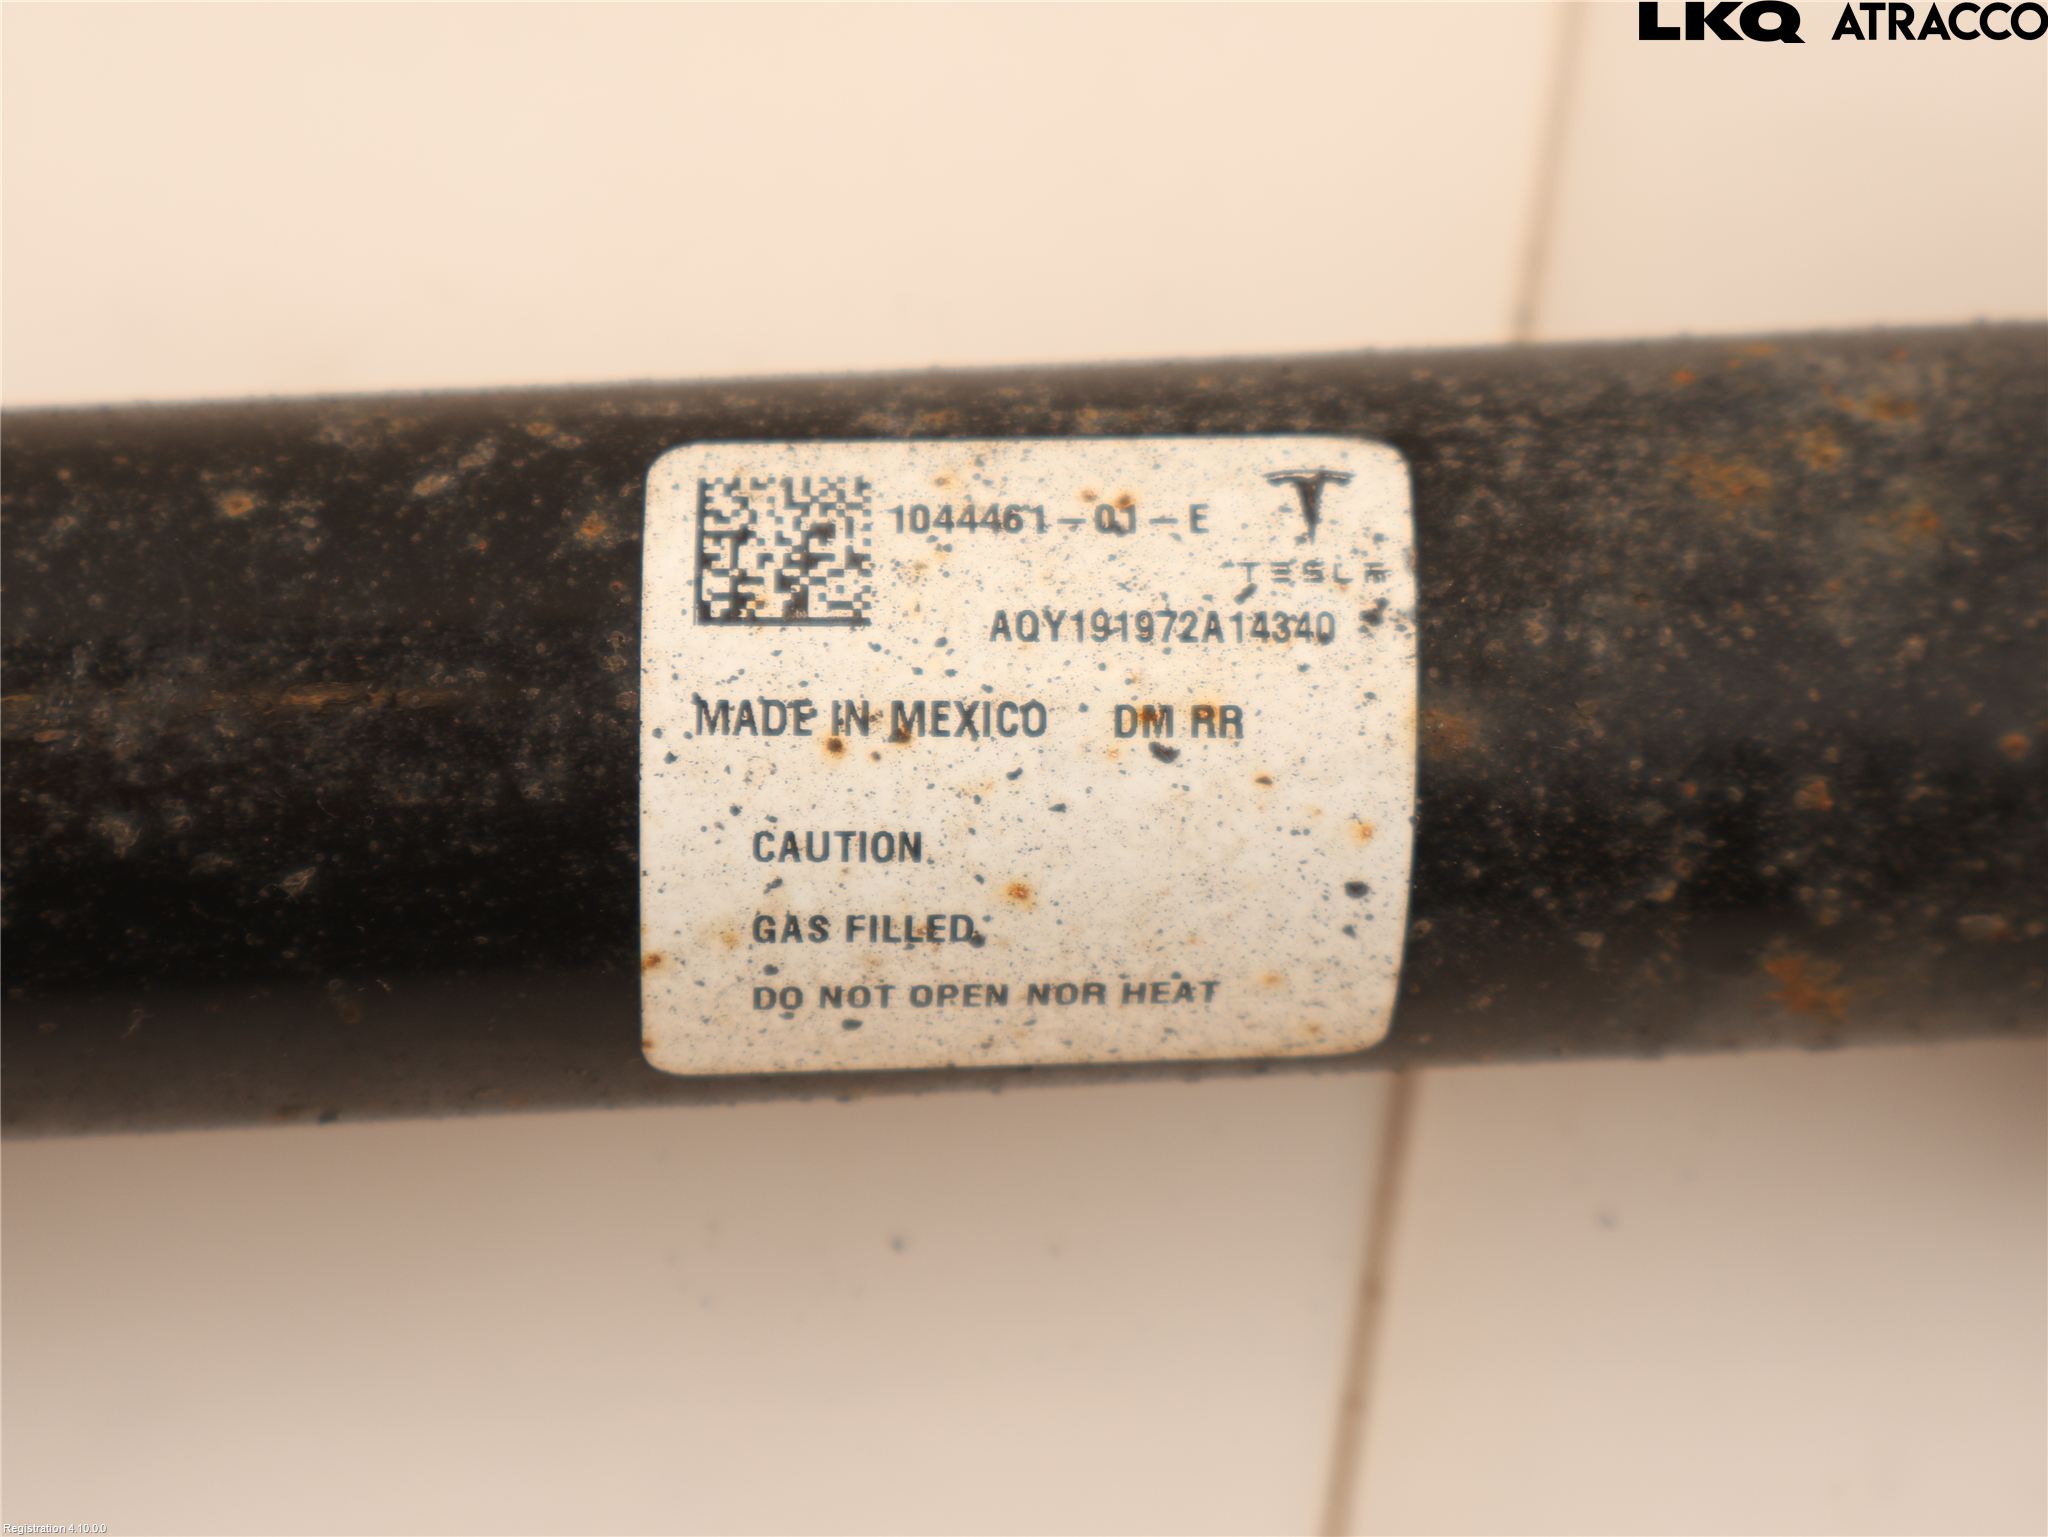 LKQ ATRACCO
1044461-01-E
TESLA
AQY191972A14340
MADE IN MEXICO DM RR
CAUTION
GAS FILLED
DO NOT OPEN NOR HEAT
Registration 4.10.0.0